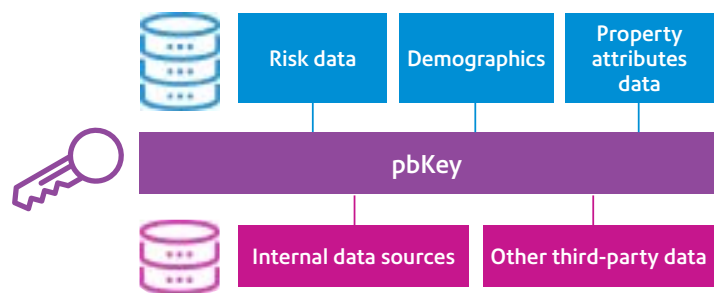 Risk data
Demographics
Property
attributes
data
pbKey
Internal data sources
Other third-party data